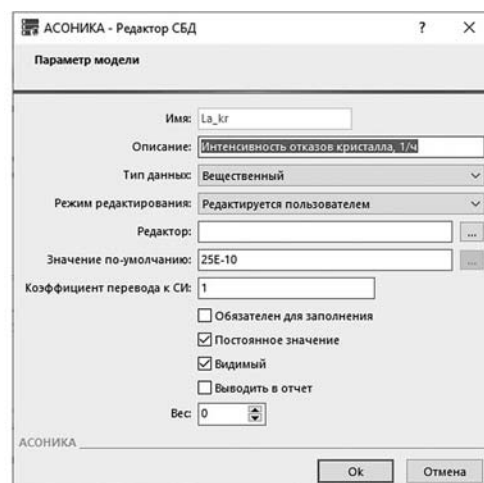 АСОНИКА - Редактор СБД ? ×
Параметр модели
Имя: La_kr
Описание: Интенсивность отказов кристалла, 1/ч
Тип данных: Вещественный
Режим редактирования: Редактируется пользователем
Редактор: ...
Значение по-умолчанию: 25E-10 ...
Коэффициент перевода к СИ: 1
Обязателен для заполнения
Постоянное значение
Видимый
Выводить в отчет
Вес: 0
АСОНИКА
Ok Отмена